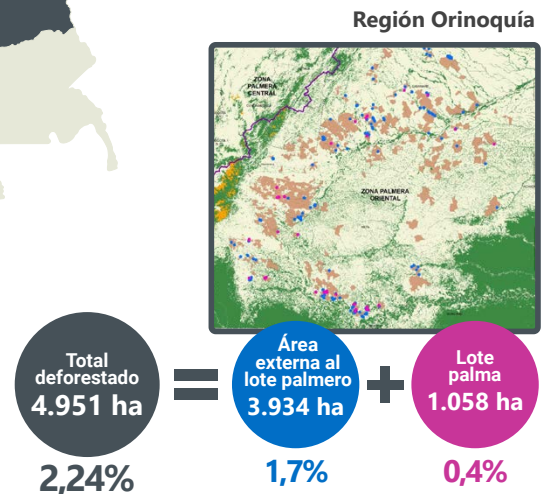 Región Orinoquía
ZONA
PALMERA
CENTRAL
ZONA PALMERA
ORIENTAL
Total
deforestado
4.951 ha
=
Área
externa al
lote palmero
3.934 ha
+
Lote
palma
1.058 ha
2,24%
1,7%
0,4%